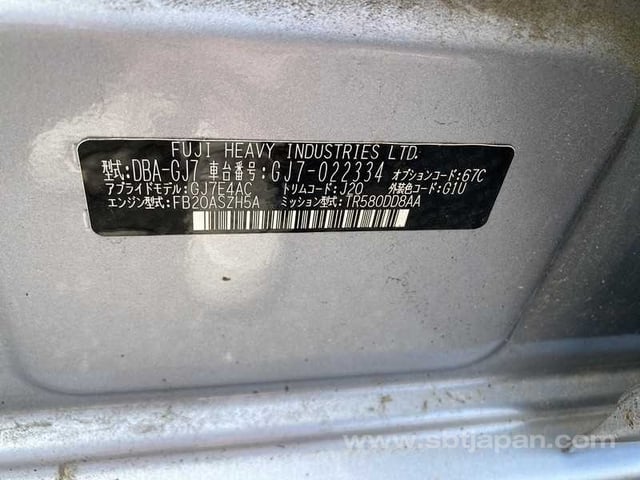 FUJI HEAVY INDUSTRIES LTD.
型式:DBA-GJ7 車台番号:GJ7-022334 オプションコード:67C
アプライドモデル:GJ7E4AC トリムコード:J20 外装色コード:G1U
エンジン型式:FB20ASZH5A ミッション型式:TR580DD8AA
www.sbtjapan.com